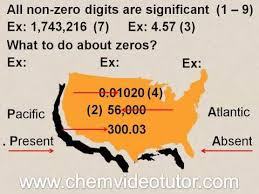 All non-zero digits are significant (1 – 9)
Ex: 1,743,216 (7) Ex: 4.57 (3)
What to do about zeros?
Ex: Ex: Ex:
0.01020 (4)
Pacific (2) 56,000 Atlantic
. Present 300.03 Absent
www.chemvideotutor.com